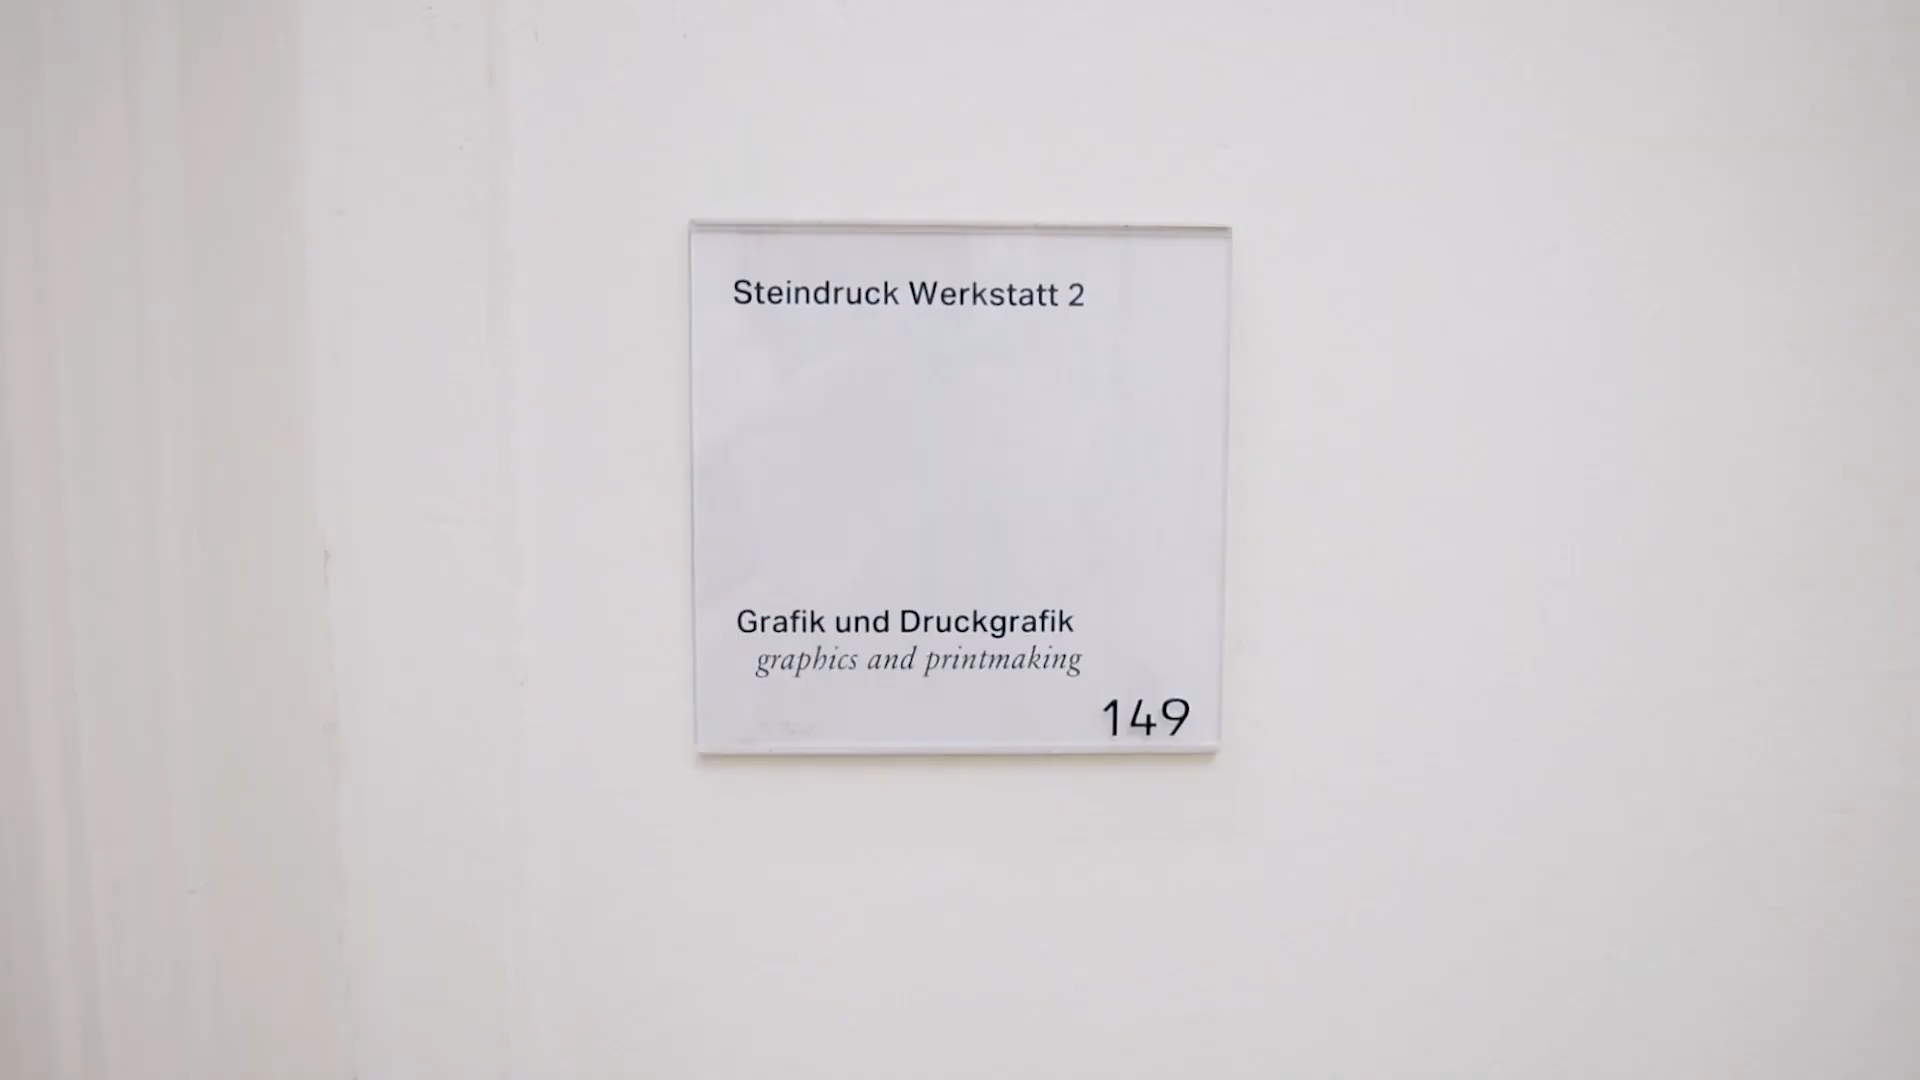 Steindruck Werkstatt 2
Grafik und Druckgrafik
graphics and printmaking
149